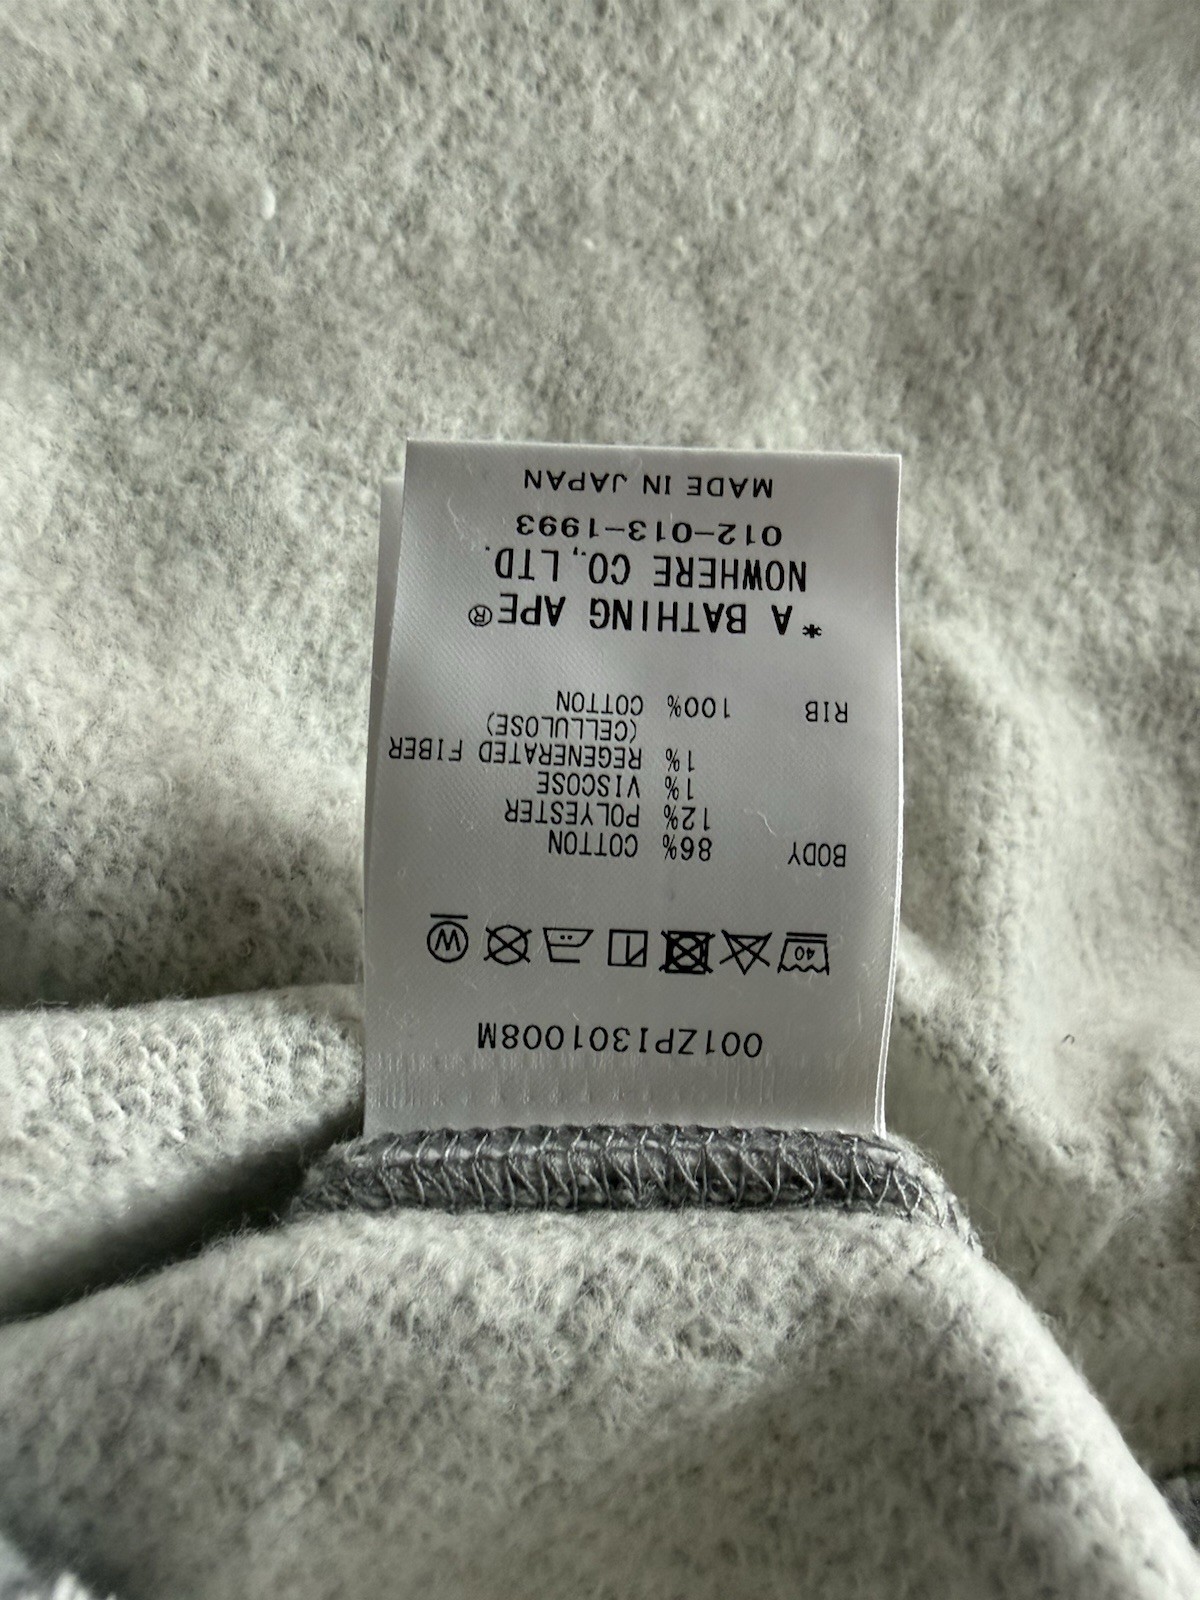 001ZPI301008M
40
W
BODY 86% COTTON
12% POLYESTER
1% VISCOSE
1% REGENERATED FIBER
(CELLULOSE)
RIB 100% COTTON
*A BATHING APE®
NOWHERE CO.,LTD.
012-013-1993
MADE IN JAPAN